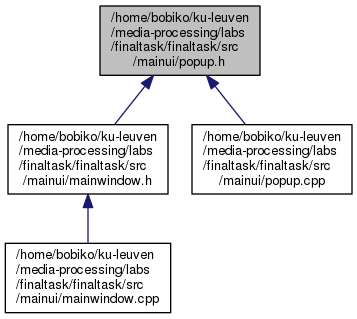 /home/bobiko/ku-leuven
/media-processing/labs
/finaltask/finaltask/src
/mainui/popup.h
/home/bobiko/ku-leuven
/media-processing/labs
/finaltask/finaltask/src
/mainui/mainwindow.h
/home/bobiko/ku-leuven
/media-processing/labs
/finaltask/finaltask/src
/mainui/popup.cpp
/home/bobiko/ku-leuven
/media-processing/labs
/finaltask/finaltask/src
/mainui/mainwindow.cpp